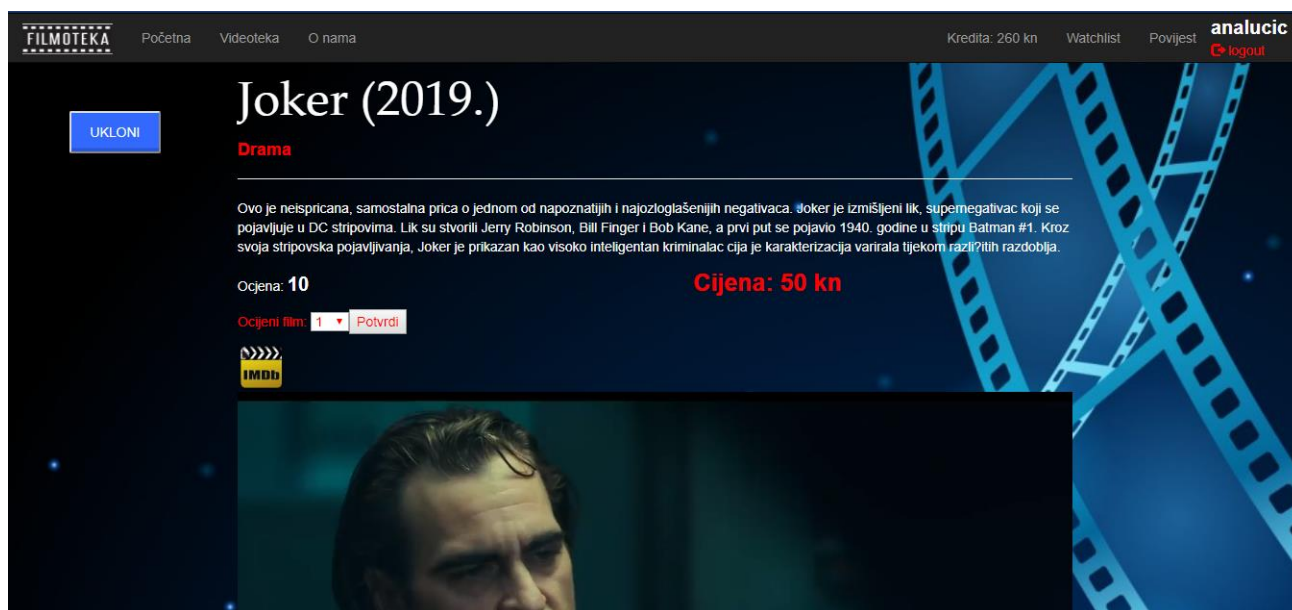 FILMOTEKA Početna Videoteka O nama Kredita: 260 kn Watchlist Povijest analucic
logout
Joker (2019.)
UKLONI
Drama
Ovo je neispricana, samostalna prica o jednom od napoznatijih i najozloglašenijih negativaca. Joker je izmišljeni lik, supernegativac koji se
pojavljuje u DC stripovima. Lik su stvorili Jerry Robinson, Bill Finger i Bob Kane, a prvi put se pojavio 1940. godine u stripu Batman #1. Kroz
svoja stripovska pojavljivanja, Joker je prikazan kao visoko inteligentan kriminalac cija je karakterizacija varirala tijekom razli?itih razdoblja.
Ocjena: 10 Cijena: 50 kn
Ocijeni film: 1 Potvrdi
IMDb